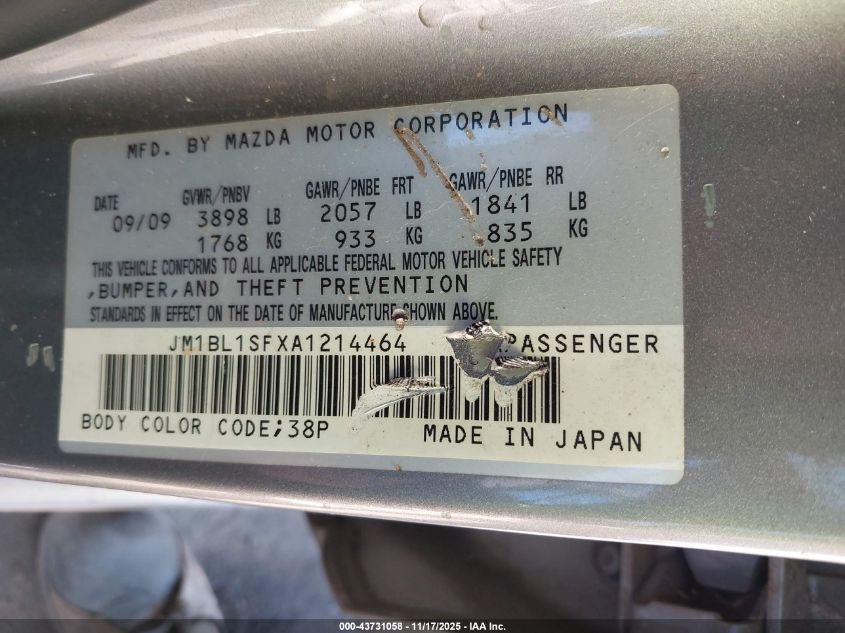 MFD. BY MAZDA MOTOR CORPORATION
DATE GVWR/PNBV GAWR/PNBE FRT GAWR/PNBE RR
09/09 3898 LB 2057 LB 1841 LB
1768 KG 933 KG 835 KG
THIS VEHICLE CONFORMS TO ALL APPLICABLE FEDERAL MOTOR VEHICLE SAFETY
,BUMPER,AND THEFT PREVENTION
STANDARDS IN EFFECT ON THE DATE OF MANUFACTURE SHOWN ABOVE.
JM1BL1SFXA1214464 PASSENGER
BODY COLOR CODE;38P MADE IN JAPAN
000-43731058 - 11/17/2025 - IAA Inc.